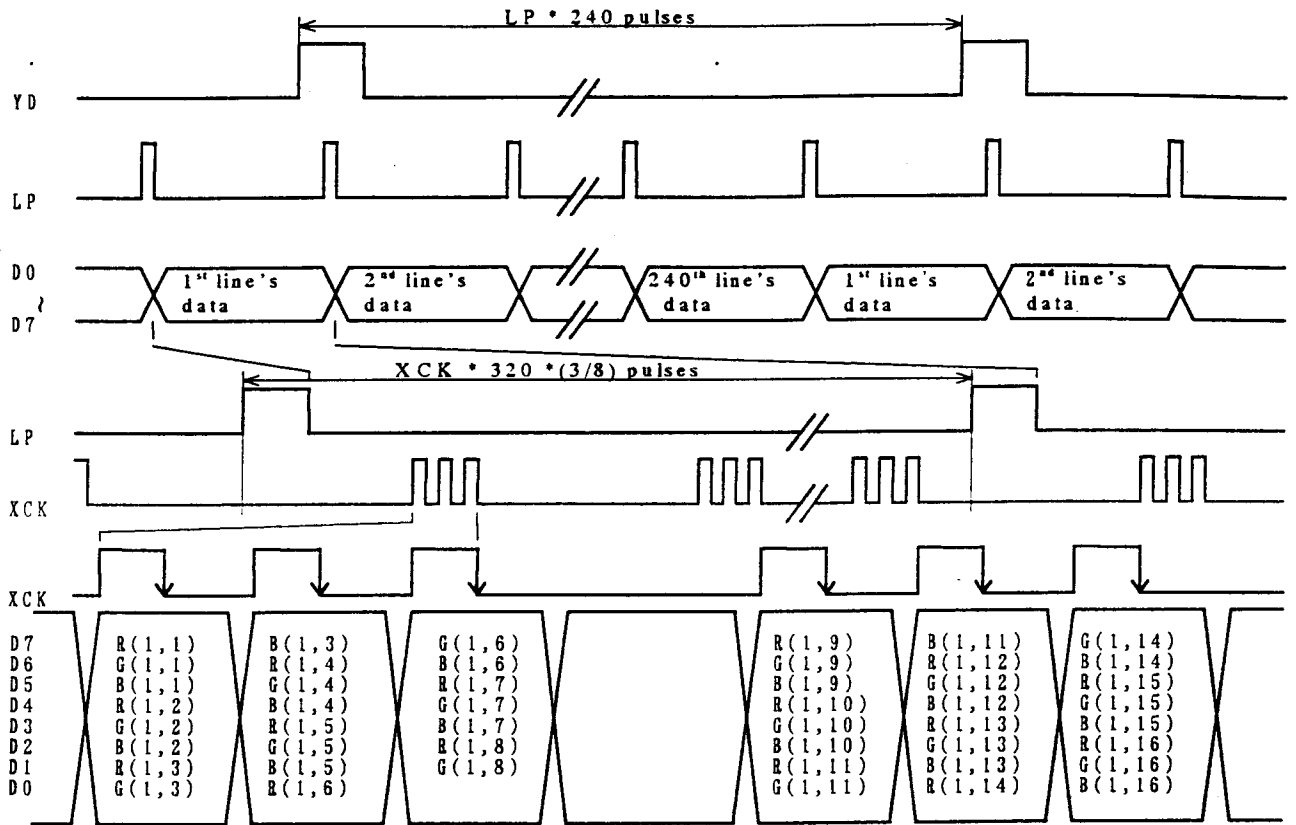 LP * 240 pulses
YD
LP
D0 ~ D7
1st line's data
2nd line's data
240th line's data
1st line's data
2nd line's data
XCK * 320 *(3/8) pulses
LP
XCK
XCK
D7 R(1,1) B(1,3) G(1,6) R(1,9) B(1,11) G(1,14)
D6 G(1,1) R(1,4) B(1,6) G(1,9) R(1,12) B(1,14)
D5 B(1,1) G(1,4) R(1,7) B(1,9) G(1,12) R(1,15)
D4 R(1,2) B(1,4) G(1,7) R(1,10) B(1,12) G(1,15)
D3 G(1,2) R(1,5) B(1,7) G(1,10) R(1,13) B(1,15)
D2 B(1,2) G(1,5) R(1,8) B(1,10) G(1,13) R(1,16)
D1 R(1,3) B(1,5) G(1,8) R(1,11) B(1,13) G(1,16)
D0 G(1,3) R(1,6) G(1,11) R(1,14) B(1,16)